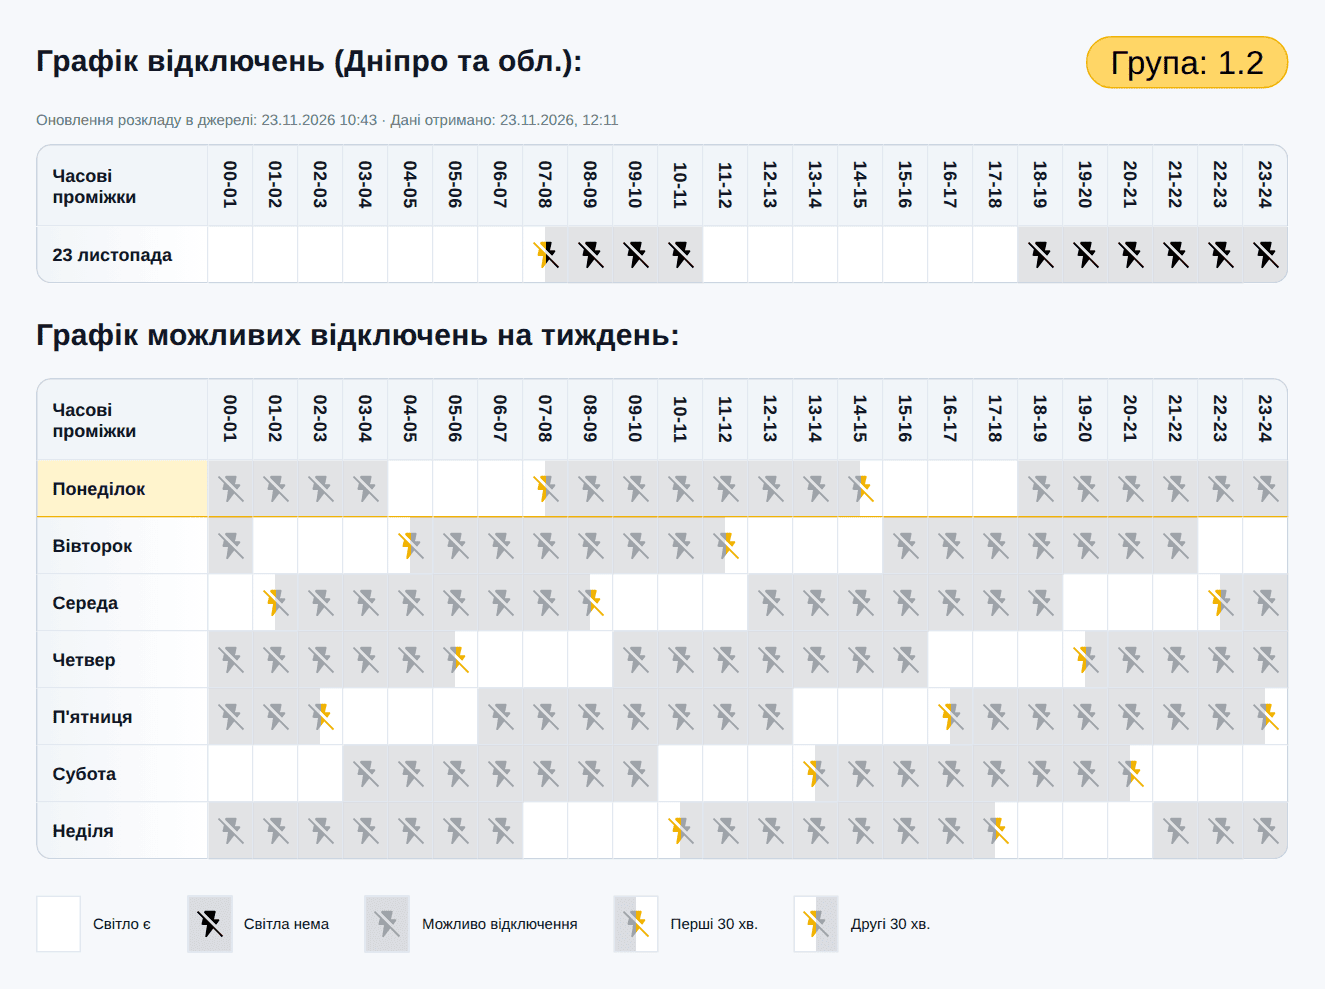 Графік відключень (Дніпро та обл.):
Група: 1.2
Оновлення розкладу в джерелі: 23.11.2026 10:43 · Дані отримано: 23.11.2026, 12:11
Часові
проміжки
00-01 01-02 02-03 03-04 04-05 05-06 06-07 07-08 08-09 09-10 10-11 11-12 12-13 13-14 14-15 15-16 16-17 17-18 18-19 19-20 20-21 21-22 22-23 23-24
23 листопада
Графік можливих відключень на тиждень:
Часові
проміжки
00-01 01-02 02-03 03-04 04-05 05-06 06-07 07-08 08-09 09-10 10-11 11-12 12-13 13-14 14-15 15-16 16-17 17-18 18-19 19-20 20-21 21-22 22-23 23-24
Понеділок
Вівторок
Середа
Четвер
П'ятниця
Субота
Неділя
Світло є
Світла нема
Можливо відключення
Перші 30 хв.
Другі 30 хв.